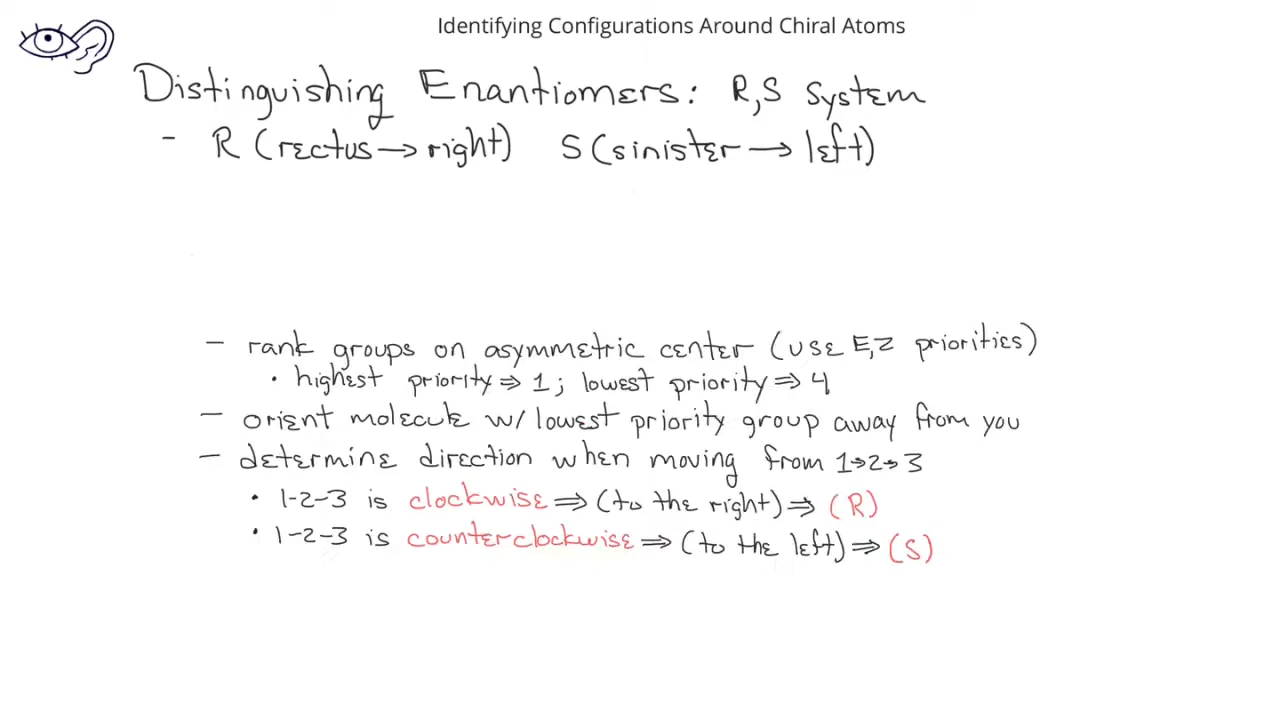 Identifying Configurations Around Chiral Atoms
Distinguishing Enantiomers: R,S System
- R (rectus → right) S (sinister → left)
- rank groups on asymmetric center (use E,Z priorities)
• highest priority ⇒ 1; lowest priority ⇒ 4
- orient molecule w/ lowest priority group away from you
- determine direction when moving from 1→2→3
• 1-2-3 is clockwise ⇒ (to the right) ⇒ (R)
• 1-2-3 is counterclockwise ⇒ (to the left) ⇒ (S)